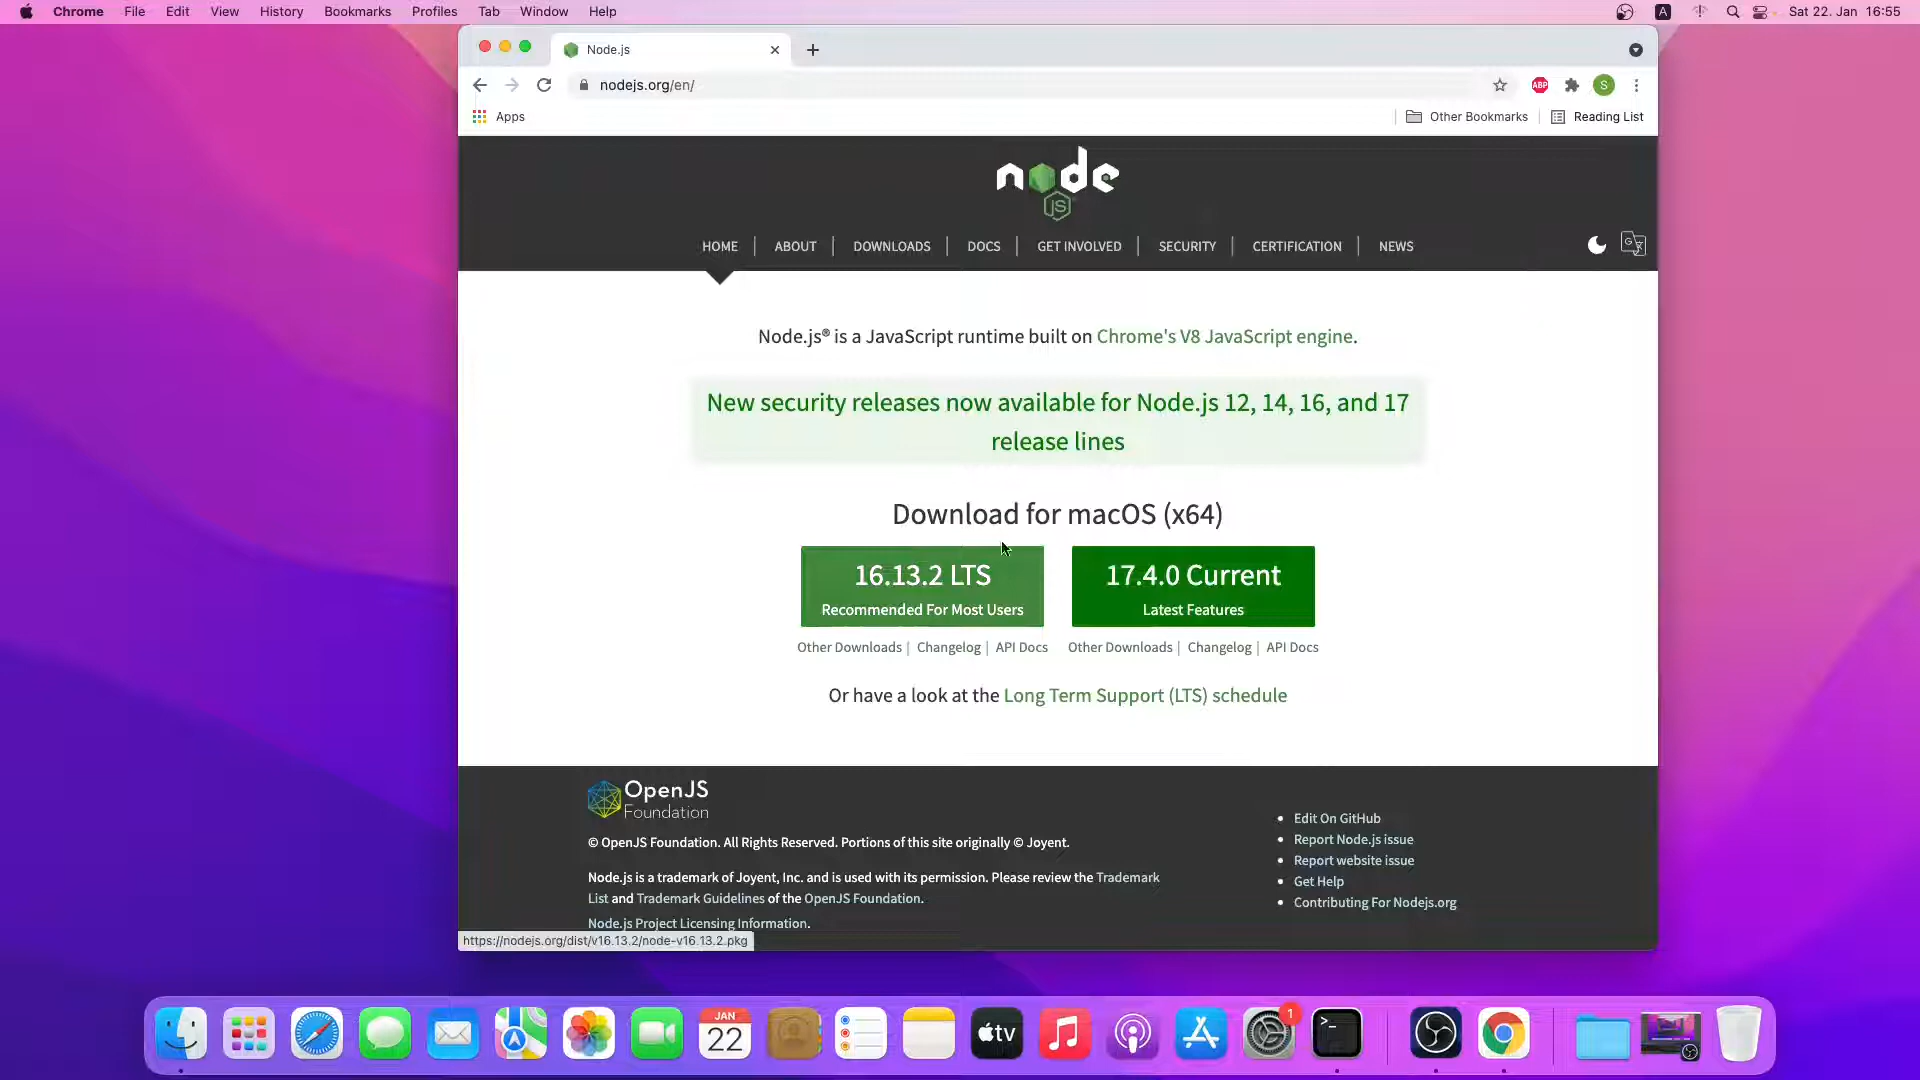 Chrome File Edit View History Bookmarks Profiles Tab Window Help
A
Sat 22. Jan 16:55
Node.js
nodejs.org/en/
ABP
S
Apps
Other Bookmarks
Reading List
node
JS
HOME
ABOUT
DOWNLOADS
DOCS
GET INVOLVED
SECURITY
CERTIFICATION
NEWS
Node.js® is a JavaScript runtime built on Chrome's V8 JavaScript engine.
New security releases now available for Node.js 12, 14, 16, and 17
release lines
Download for macOS (x64)
16.13.2 LTS
Recommended For Most Users
17.4.0 Current
Latest Features
Other Downloads | Changelog | API Docs
Other Downloads | Changelog | API Docs
Or have a look at the Long Term Support (LTS) schedule
OpenJS
Foundation
© OpenJS Foundation. All Rights Reserved. Portions of this site originally © Joyent.
Node.js is a trademark of Joyent, Inc. and is used with its permission. Please review the Trademark
List and Trademark Guidelines of the OpenJS Foundation.
Node.js Project Licensing Information.
Edit On GitHub
Report Node.js issue
Report website issue
Get Help
Contributing For Nodejs.org
https://nodejs.org/dist/v16.13.2/node-v16.13.2.pkg
JAN
22
tv
1
>_